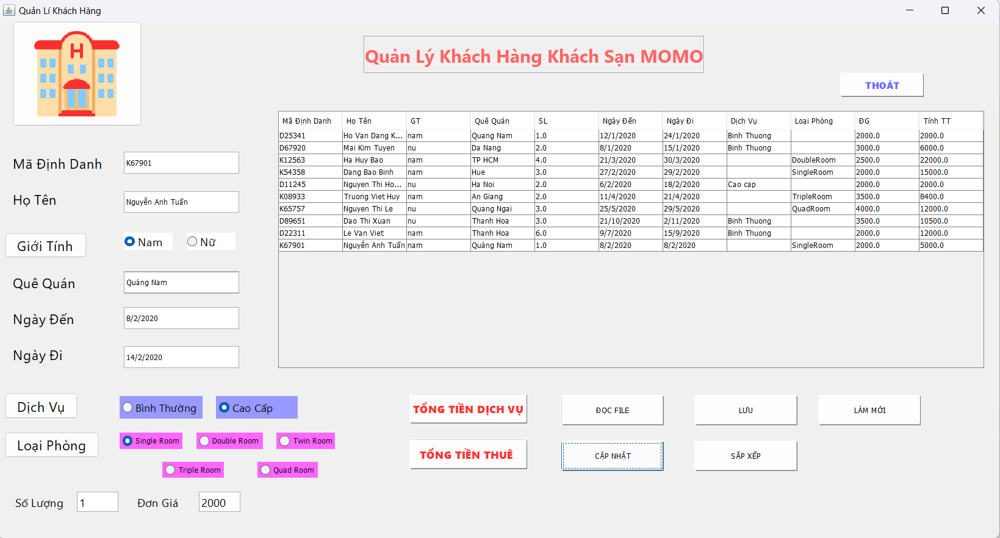 Quản Lí Khách Hàng
H
Quản Lý Khách Hàng Khách Sạn MOMO
THOÁT
Mã Định Danh K67901
Họ Tên Nguyễn Anh Tuấn
Giới Tính Nam Nữ
Quê Quán Quảng Nam
Ngày Đến 8/2/2020
Ngày Đi 14/2/2020
Mã Định Danh Họ Tên GT Quê Quán SL Ngày Đến Ngày Đi Dịch Vụ Loại Phòng ĐG Tính TT
D25341 Ho Van Dang K... nam Quang Nam 1.0 12/1/2020 24/1/2020 Binh Thuong 2000.0 2000.0
D67920 Mai Kim Tuyen nu Da Nang 2.0 8/1/2020 15/1/2020 Binh Thuong 3000.0 6000.0
K12563 Ha Huy Bao nam TP HCM 4.0 21/3/2020 30/3/2020 DoubleRoom 2500.0 22000.0
K54358 Dang Bao Binh nam Hue 3.0 27/2/2020 29/2/2020 SingleRoom 2000.0 15000.0
D11245 Nguyen Thi Ho... nu Ha Noi 2.0 6/2/2020 18/2/2020 Cao cap 2000.0 2000.0
K08933 Truong Viet Huy nam An Giang 2.0 11/4/2020 21/4/2020 TripleRoom 3500.0 8400.0
K65757 Nguyen Thi Le nu Quang Ngai 3.0 25/5/2020 29/5/2020 QuadRoom 4000.0 12000.0
D89651 Dao Thi Xuan nu Thanh Hoa 3.0 21/10/2020 2/11/2020 Binh Thuong 3500.0 10500.0
D22311 Le Van Viet nam Thanh Hoa 6.0 9/7/2020 15/9/2020 Binh Thuong 2000.0 12000.0
K67901 Nguyễn Anh Tuấn nam Quảng Nam 1.0 8/2/2020 8/2/2020 SingleRoom 2000.0 5000.0
Dịch Vụ Bình Thường Cao Cấp
Loại Phòng Single Room Double Room Twin Room
Triple Room Quad Room
Số Lượng 1 Đơn Giá 2000
TỔNG TIỀN DỊCH VỤ ĐỌC FILE LƯU LÀM MỚI
TỔNG TIỀN THUÊ CẬP NHẬT SẮP XẾP